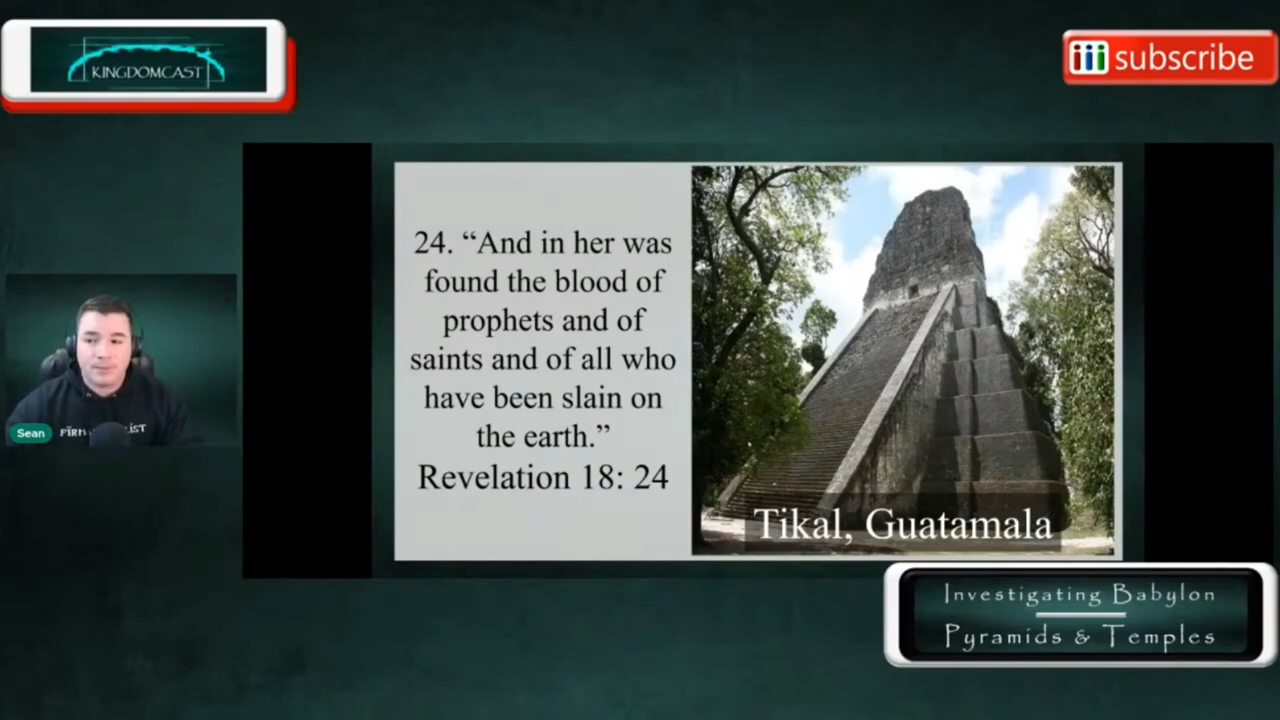 KINGDOMCAST
subscribe
24. “And in her was
found the blood of
prophets and of
saints and of all who
have been slain on
the earth.”
Revelation 18: 24
Tikal, Guatamala
Sean
Investigating Babylon
Pyramids & Temples